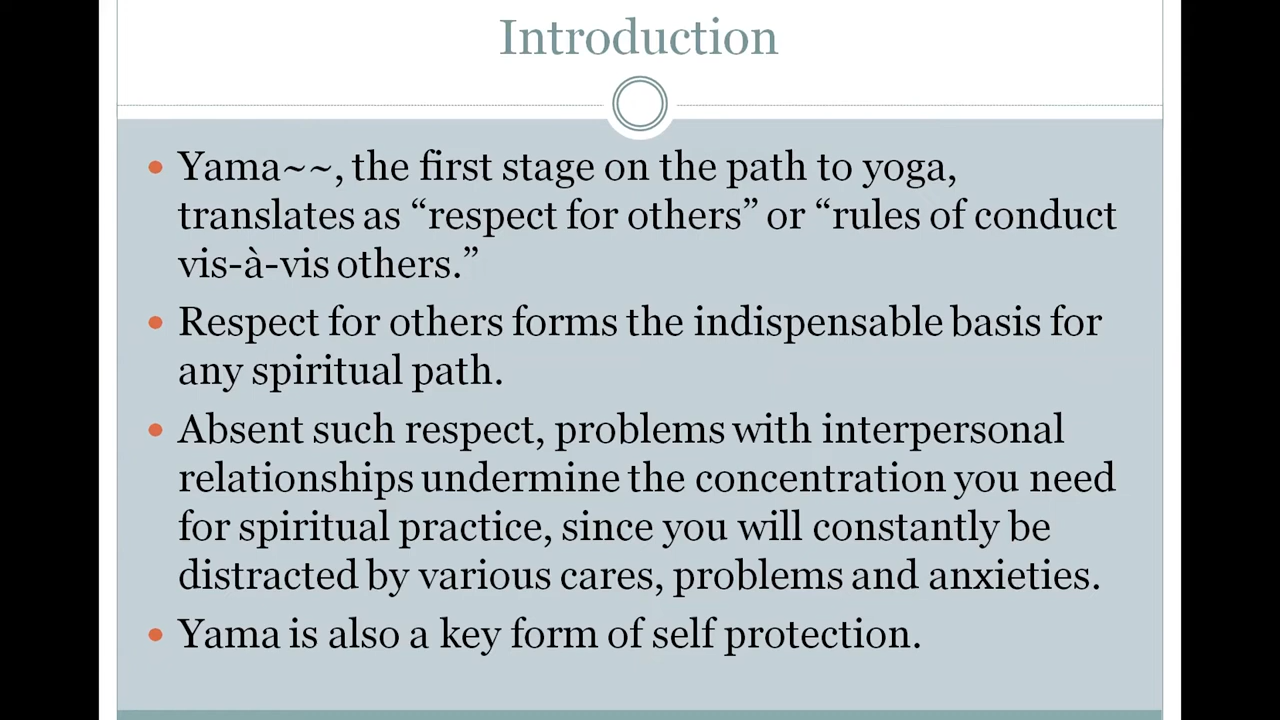 Introduction
Yama~~, the first stage on the path to yoga,
translates as “respect for others” or “rules of conduct
vis-à-vis others.”
Respect for others forms the indispensable basis for
any spiritual path.
Absent such respect, problems with interpersonal
relationships undermine the concentration you need
for spiritual practice, since you will constantly be
distracted by various cares, problems and anxieties.
Yama is also a key form of self protection.